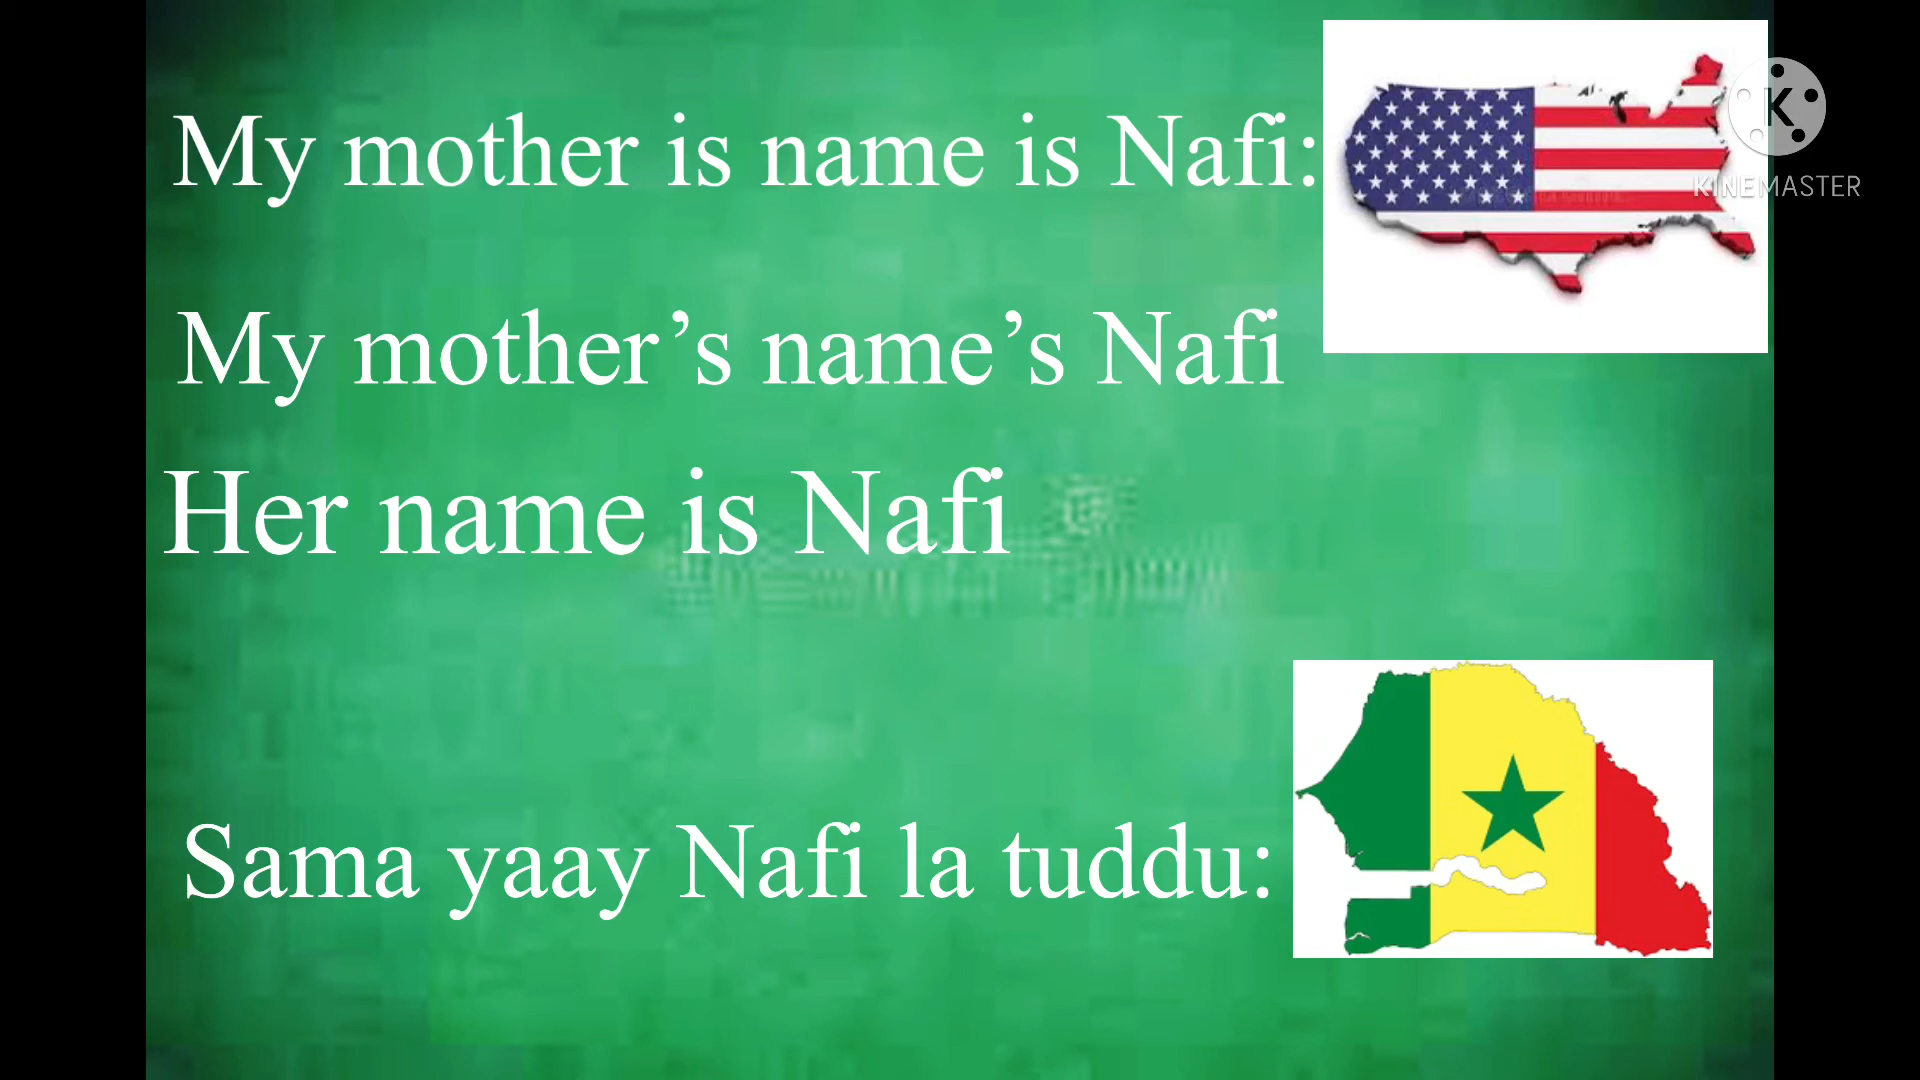 My mother is name is Nafi:
KINEMASTER
My mother’s name’s Nafi
Her name is Nafi
Sama yaay Nafi la tuddu: